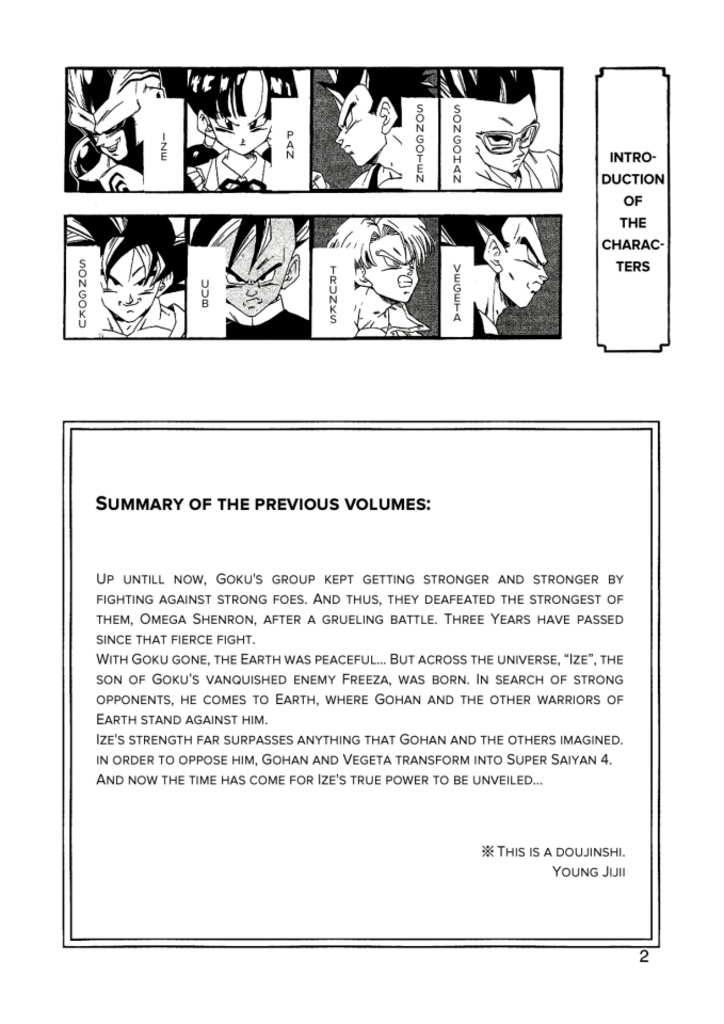 IZE
PAN
SONGOTEN
SONGOHAN
INTRO-
DUCTION
OF
THE
CHARAC-
TERS
SONGOKU
UUB
TRUNKS
VEGETA
SUMMARY OF THE PREVIOUS VOLUMES:
UP UNTILL NOW, GOKU'S GROUP KEPT GETTING STRONGER AND STRONGER BY
FIGHTING AGAINST STRONG FOES. AND THUS, THEY DEAFEATED THE STRONGEST OF
THEM, OMEGA SHENRON, AFTER A GRUELING BATTLE. THREE YEARS HAVE PASSED
SINCE THAT FIERCE FIGHT.
WITH GOKU GONE, THE EARTH WAS PEACEFUL... BUT ACROSS THE UNIVERSE, “IZE”, THE
SON OF GOKU’S VANQUISHED ENEMY FREEZA, WAS BORN. IN SEARCH OF STRONG
OPPONENTS, HE COMES TO EARTH, WHERE GOHAN AND THE OTHER WARRIORS OF
EARTH STAND AGAINST HIM.
IZE'S STRENGTH FAR SURPASSES ANYTHING THAT GOHAN AND THE OTHERS IMAGINED.
IN ORDER TO OPPOSE HIM, GOHAN AND VEGETA TRANSFORM INTO SUPER SAIYAN 4.
AND NOW THE TIME HAS COME FOR IZE'S TRUE POWER TO BE UNVEILED...
※ THIS IS A DOUJINSHI.
YOUNG JIJII
2